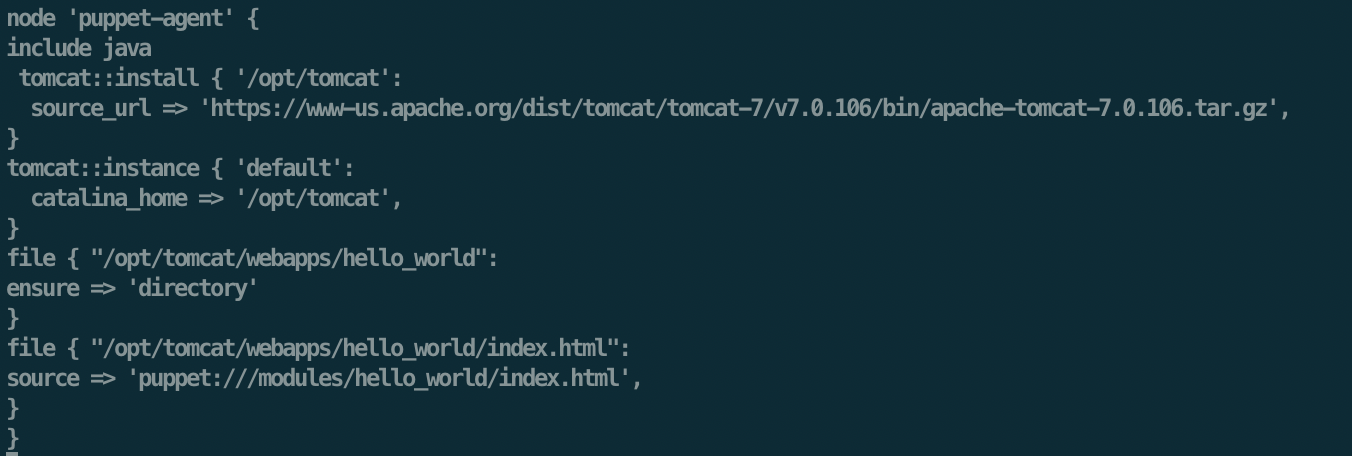 node 'puppet-agent' {
include java
 tomcat::install { '/opt/tomcat':
  source_url => 'https://www-us.apache.org/dist/tomcat/tomcat-7/v7.0.106/bin/apache-tomcat-7.0.106.tar.gz',
}
tomcat::instance { 'default':
  catalina_home => '/opt/tomcat',
}
file { "/opt/tomcat/webapps/hello_world":
ensure => 'directory'
}
file { "/opt/tomcat/webapps/hello_world/index.html":
source => 'puppet:///modules/hello_world/index.html',
}
}